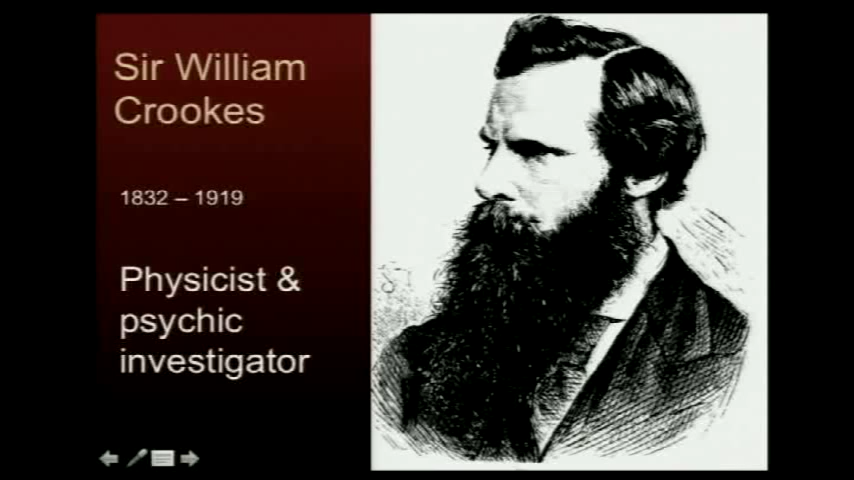 Sir William
Crookes
1832 – 1919
Physicist &
psychic
investigator